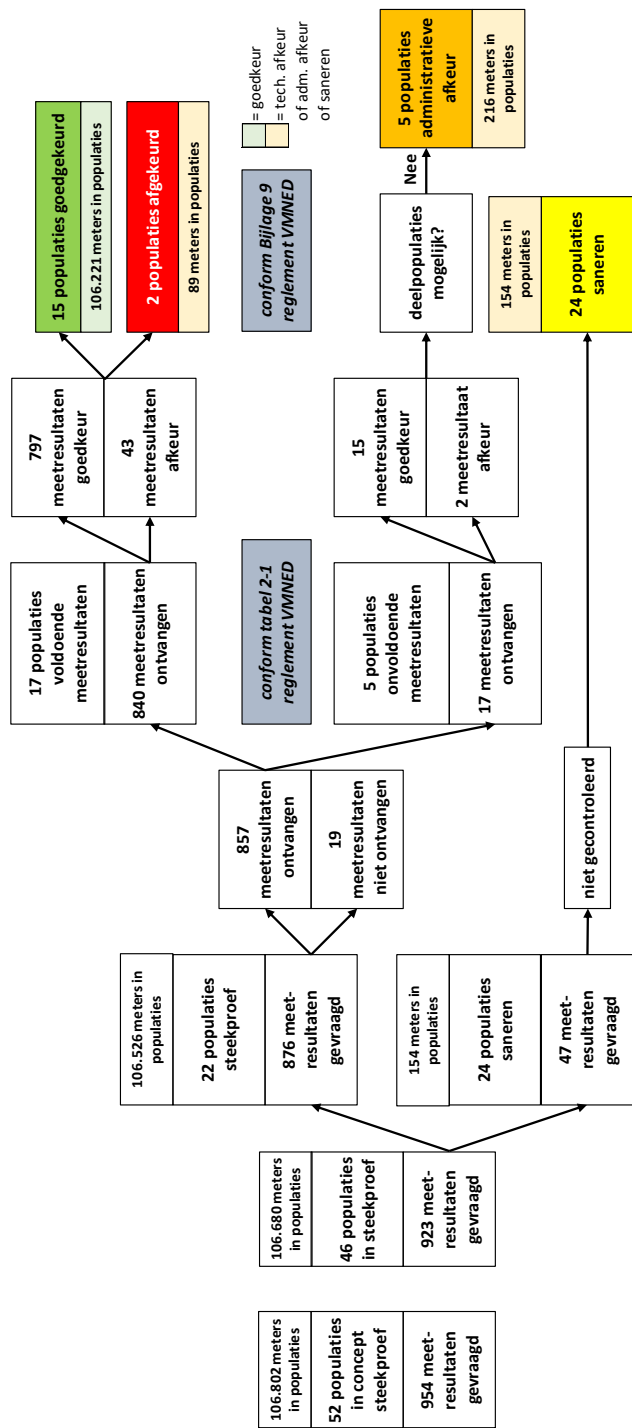 106.802 meters
in populaties
52 populaties
in concept
steekproef
954 meet-
resultaten
gevraagd
106.680 meters
in populaties
46 populaties
in steekproef
923 meet-
resultaten
gevraagd
106.526 meters in
populaties
22 populaties
steekproef
876 meet-
resultaten
gevraagd
154 meters in
populaties
24 populaties
saneren
47 meet-
resultaten
gevraagd
857
meetresultaten
ontvangen
19
meetresultaten
niet ontvangen
niet gecontroleerd
17 populaties
voldoende
meetresultaten
840 meetresultaten
ontvangen
conform tabel 2-1
reglement VMNED
5 populaties
onvoldoende
meetresultaten
17 meetresultaten
ontvangen
797
meetresultaten
goedkeur
43
meetresultaten
afkeur
15
meetresultaten
goedkeur
2 meetresultaat
afkeur
15 populaties goedgekeurd
106.221 meters in populaties
2 populaties afgekeurd
89 meters in populaties
conform Bijlage 9
reglement VMNED
= goedkeur
= tech. afkeur
of adm. afkeur
of saneren
deelpopulaties
mogelijk?
Nee
5 populaties
administratieve
afkeur
216 meters in
populaties
154 meters in
populaties
24 populaties
saneren